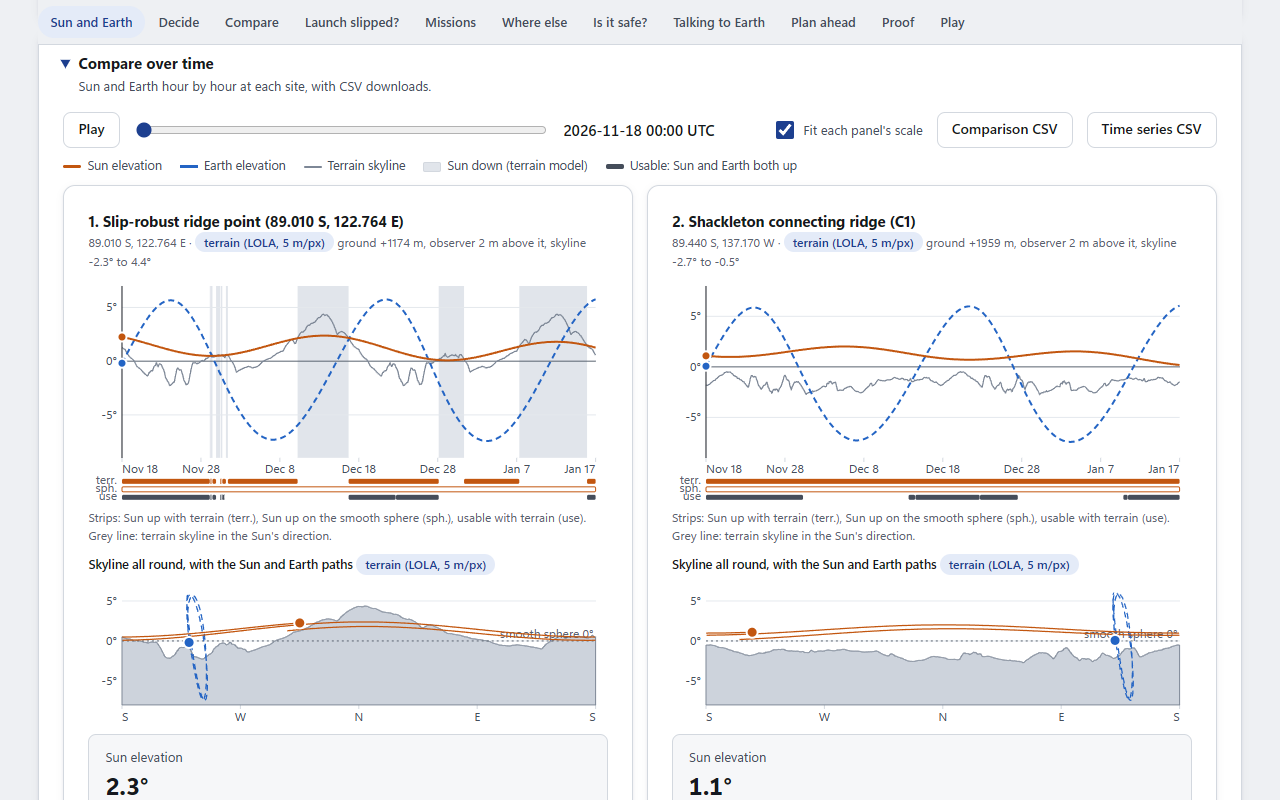 Sun and Earth Decide Compare Launch slipped? Missions Where else Is it safe? Talking to Earth Plan ahead Proof Play
Compare over time
Sun and Earth hour by hour at each site, with CSV downloads.
Play 2026-11-18 00:00 UTC Fit each panel's scale Comparison CSV Time series CSV
Sun elevation Earth elevation Terrain skyline Sun down (terrain model) Usable: Sun and Earth both up
1. Slip-robust ridge point (89.010 S, 122.764 E)
89.010 S, 122.764 E · terrain (LOLA, 5 m/px) ground +1174 m, observer 2 m above it, skyline
-2.3° to 4.4°
5°
0°
-5°
Nov 18 Nov 28 Dec 8 Dec 18 Dec 28 Jan 7 Jan 17
terr.
sph.
use
Strips: Sun up with terrain (terr.), Sun up on the smooth sphere (sph.), usable with terrain (use).
Grey line: terrain skyline in the Sun's direction.
Skyline all round, with the Sun and Earth paths terrain (LOLA, 5 m/px)
5°
smooth sphere 0°
0°
-5°
S W N E S
Sun elevation
2.3°
2. Shackleton connecting ridge (C1)
89.440 S, 137.170 W · terrain (LOLA, 5 m/px) ground +1959 m, observer 2 m above it, skyline
-2.7° to -0.5°
5°
0°
-5°
Nov 18 Nov 28 Dec 8 Dec 18 Dec 28 Jan 7 Jan 17
terr.
sph.
use
Strips: Sun up with terrain (terr.), Sun up on the smooth sphere (sph.), usable with terrain (use).
Grey line: terrain skyline in the Sun's direction.
Skyline all round, with the Sun and Earth paths terrain (LOLA, 5 m/px)
5°
smooth sphere 0°
0°
-5°
S W N E S
Sun elevation
1.1°